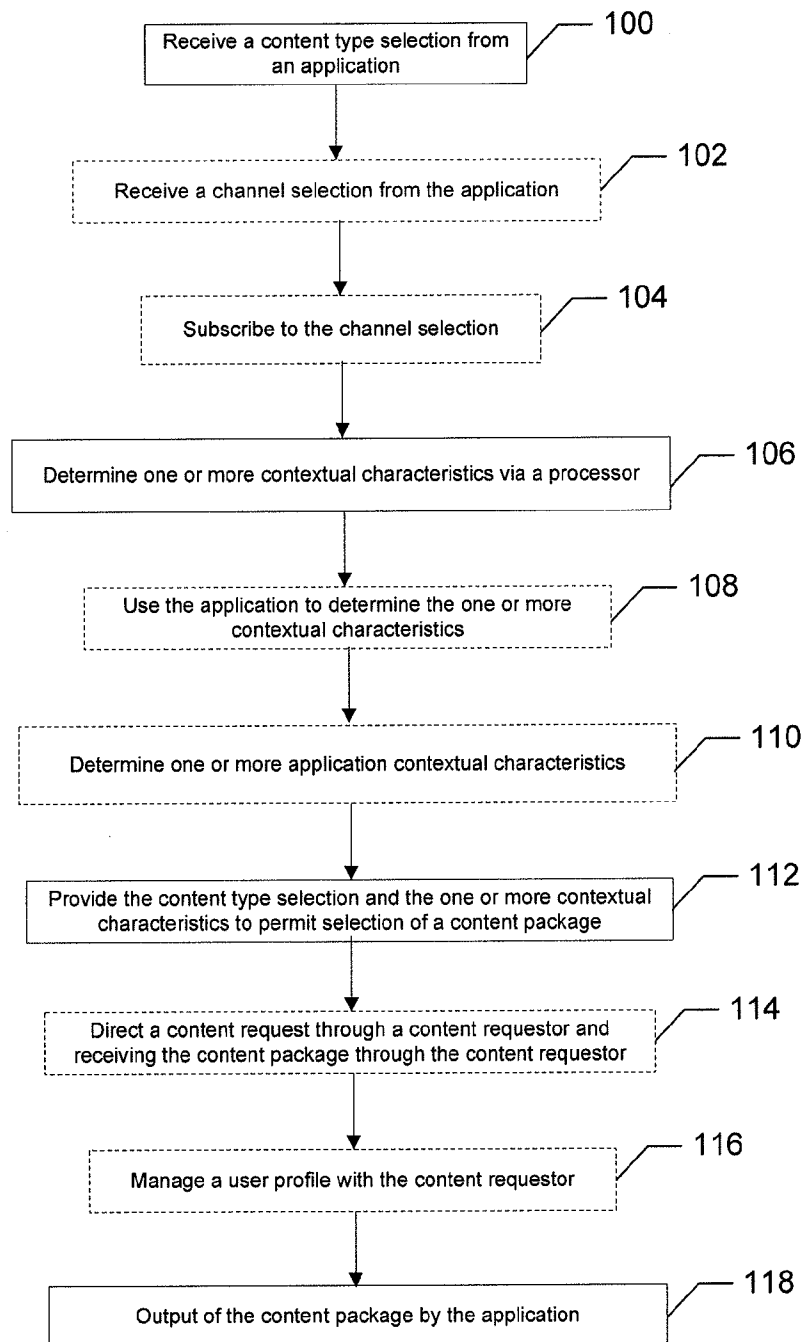 Receive a content type selection from
an application
100
Receive a channel selection from the application
102
Subscribe to the channel selection
104
Determine one or more contextual characteristics via a processor
106
Use the application to determine the one or more
contextual characteristics
108
Determine one or more application contextual characteristics
110
Provide the content type selection and the one or more contextual
characteristics to permit selection of a content package
112
Direct a content request through a content requestor and
receiving the content package through the content requestor
114
Manage a user profile with the content requestor
116
Output of the content package by the application
118